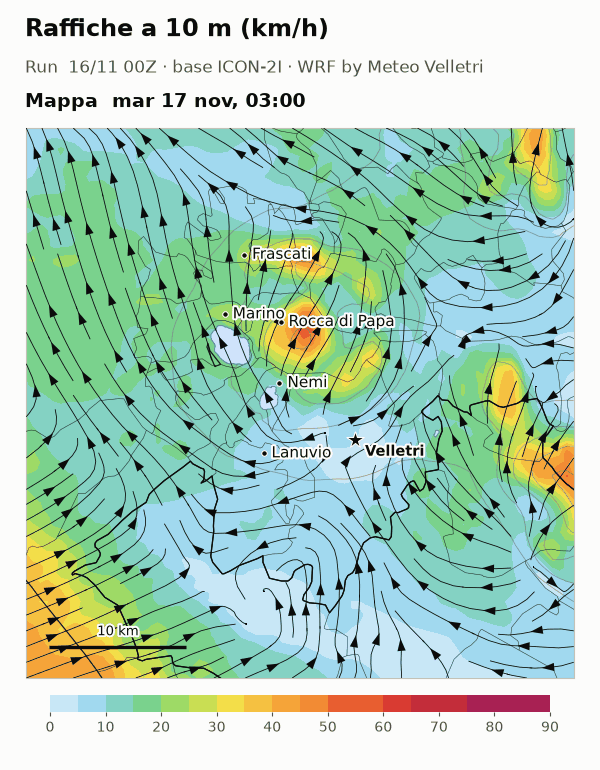 Raffiche a 10 m (km/h)
Run  16/11 00Z · base ICON-2I · WRF by Meteo Velletri
Mappa  mar 17 nov, 03:00
Frascati
Marino
Rocca di Papa
Nemi
Velletri
Lanuvio
10 km
0 10 20 30 40 50 60 70 80 90